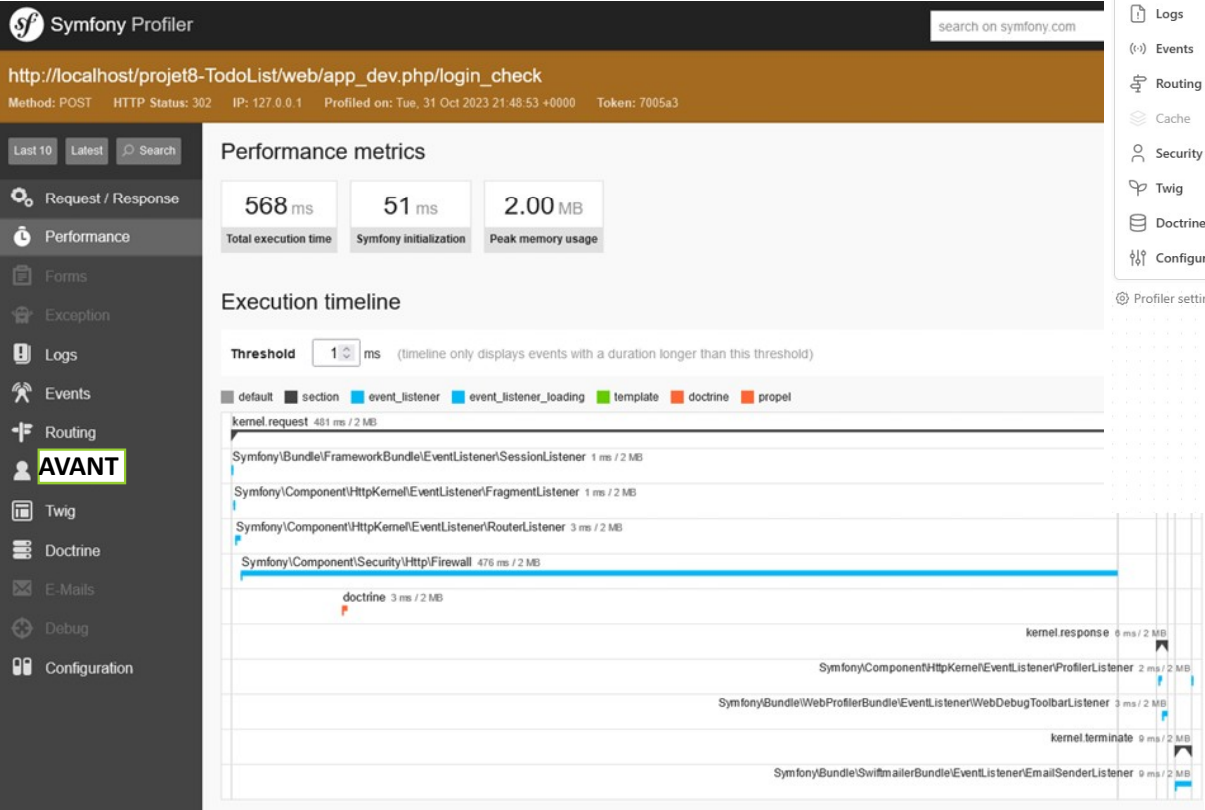 Symfony Profiler
search on symfony.com
http://localhost/projet8-TodoList/web/app_dev.php/login_check
Method: POST HTTP Status: 302 IP: 127.0.0.1 Profiled on: Tue, 31 Oct 2023 21:48:53 +0000 Token: 7005a3
Last 10 Latest Search
Request / Response
Performance
Forms
Exception
Logs
Events
Routing
AVANT
Twig
Doctrine
E-Mails
Debug
Configuration
Performance metrics
568 ms
Total execution time
51 ms
Symfony initialization
2.00 MB
Peak memory usage
Execution timeline
Threshold 1 ms (timeline only displays events with a duration longer than this threshold)
default section event_listener event_listener_loading template doctrine propel
kernel.request 481 ms / 2 MB
Symfony\Bundle\FrameworkBundle\EventListener\SessionListener 1 ms / 2 MB
Symfony\Component\HttpKernel\EventListener\FragmentListener 1 ms / 2 MB
Symfony\Component\HttpKernel\EventListener\RouterListener 3 ms / 2 MB
Symfony\Component\Security\Http\Firewall 476 ms / 2 MB
doctrine 3 ms / 2 MB
kernel.response 6 ms / 2 MB
Symfony\Component\HttpKernel\EventListener\ProfilerListener 2 ms / 2 MB
Symfony\Bundle\WebProfilerBundle\EventListener\WebDebugToolbarListener 3 ms / 2 MB
kernel.terminate 9 ms / 2 MB
Symfony\Bundle\SwiftmailerBundle\EventListener\EmailSenderListener 9 ms / 2 MB
Logs
Events
Routing
Cache
Security
Twig
Doctrine
Configur
Profiler settin